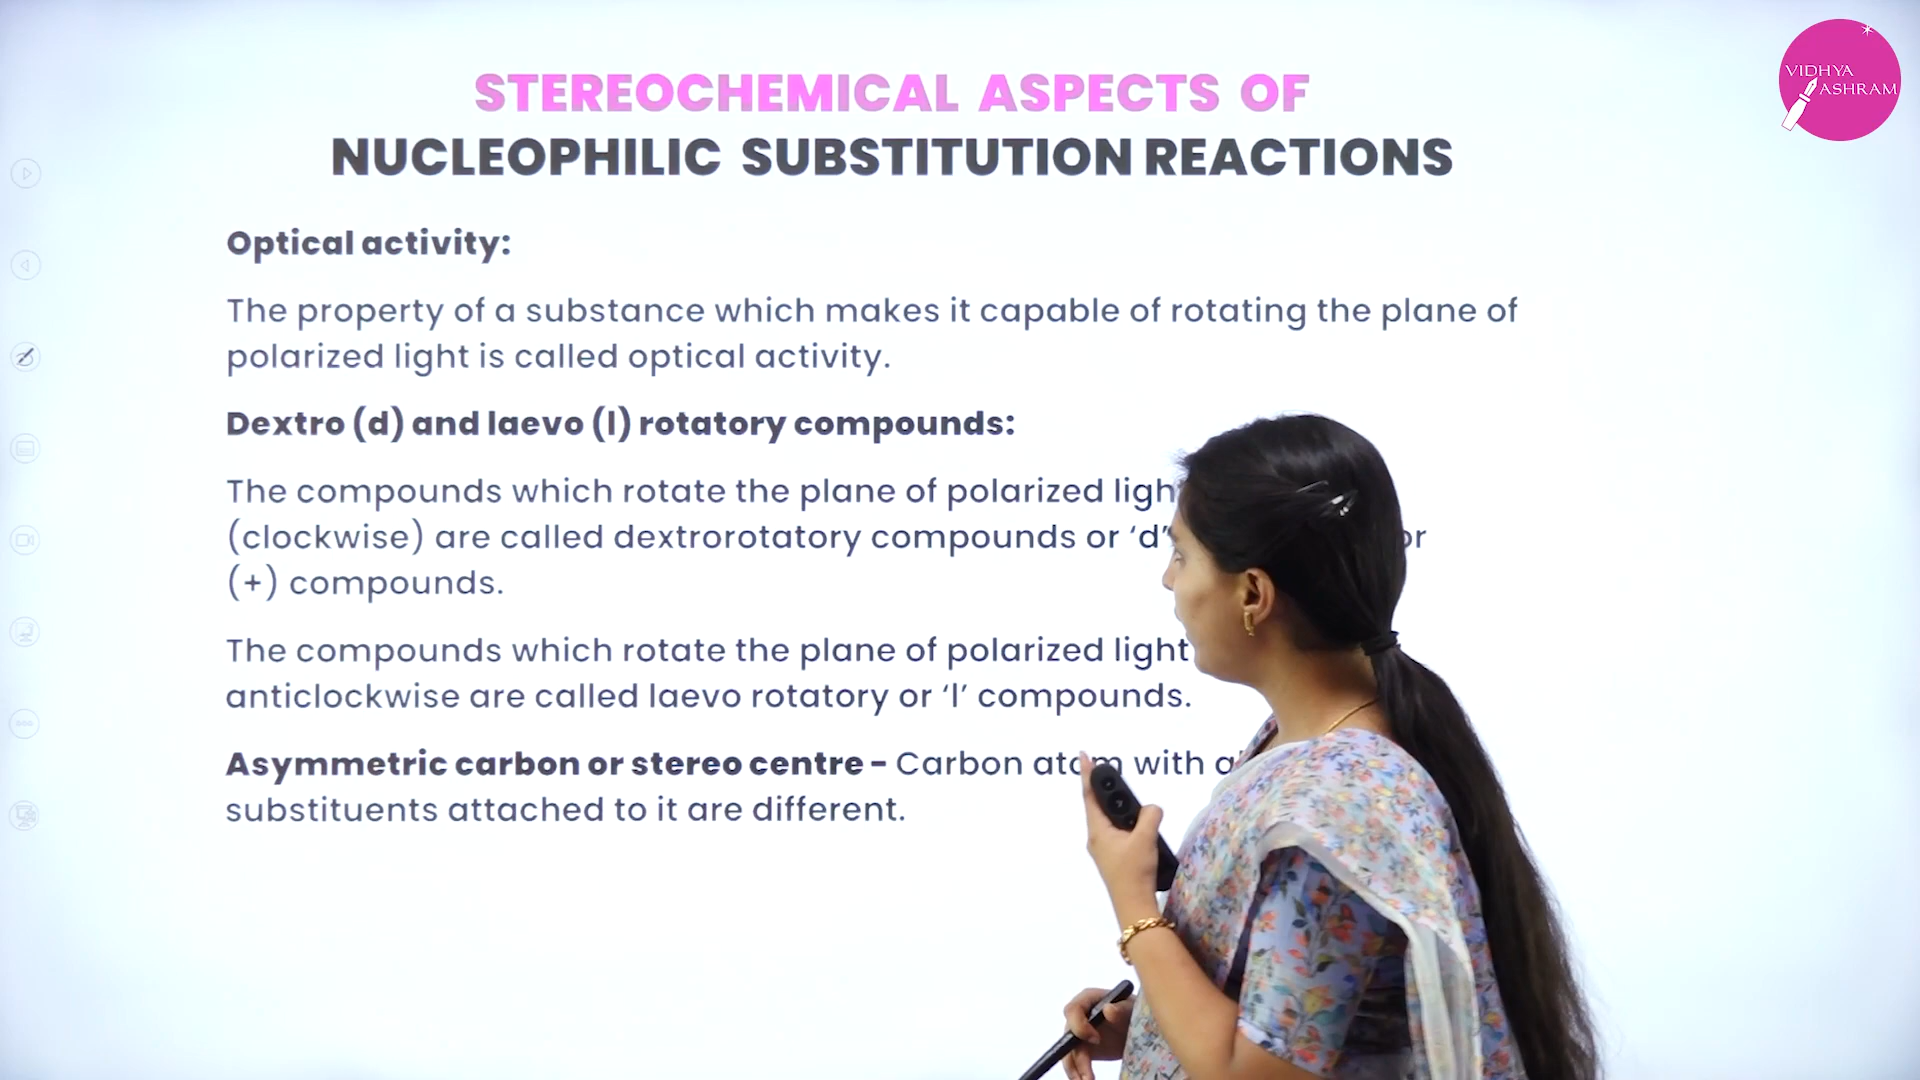 STEREOCHEMICAL ASPECTS OF
NUCLEOPHILIC SUBSTITUTION REACTIONS
VIDHYA
ASHRAM
Optical activity:
The property of a substance which makes it capable of rotating the plane of
polarized light is called optical activity.
Dextro (d) and laevo (l) rotatory compounds:
The compounds which rotate the plane of polarized
(clockwise) are called dextrorotatory compounds or ‘d’ or
(+) compounds.
The compounds which rotate the plane of polarized light
anticlockwise are called laevo rotatory or ‘l’ compounds.
Asymmetric carbon or stereo centre - Carbon atom with
substituents attached to it are different.